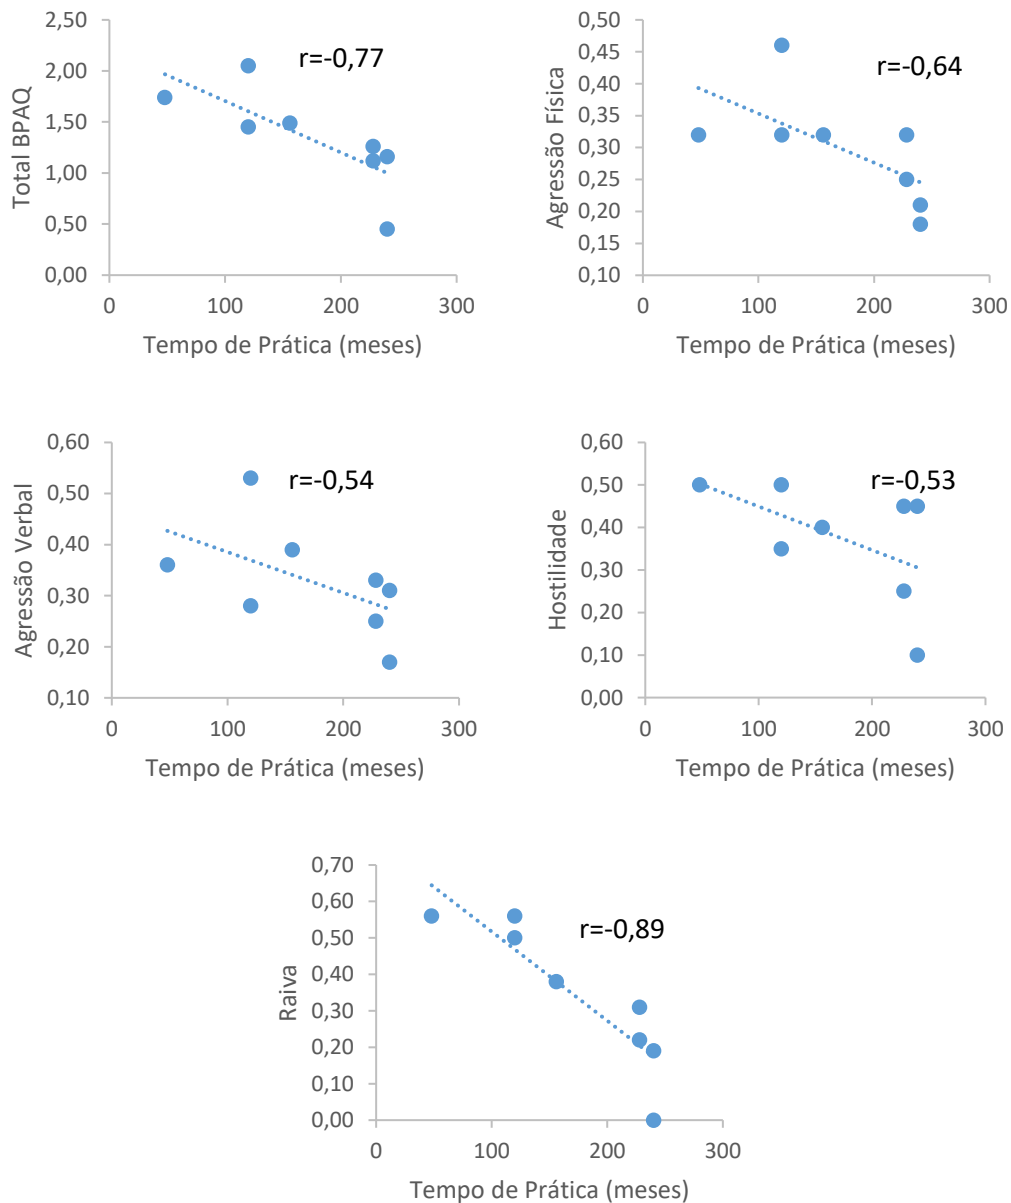 2,50
2,00
1,50
1,00
0,50
0,00
Total BPAQ
r=-0,77
0 100 200 300
Tempo de Prática (meses)
0,50
0,45
0,40
0,35
0,30
0,25
0,20
0,15
0,10
Agressão Física
r=-0,64
0 100 200 300
Tempo de Prática (meses)
0,60
0,50
0,40
0,30
0,20
0,10
Agressão Verbal
r=-0,54
0 100 200 300
Tempo de Prática (meses)
0,60
0,50
0,40
0,30
0,20
0,10
0,00
Hostilidade
r=-0,53
0 100 200 300
Tempo de Prática (meses)
0,70
0,60
0,50
0,40
0,30
0,20
0,10
0,00
Raiva
r=-0,89
0 100 200 300
Tempo de Prática (meses)